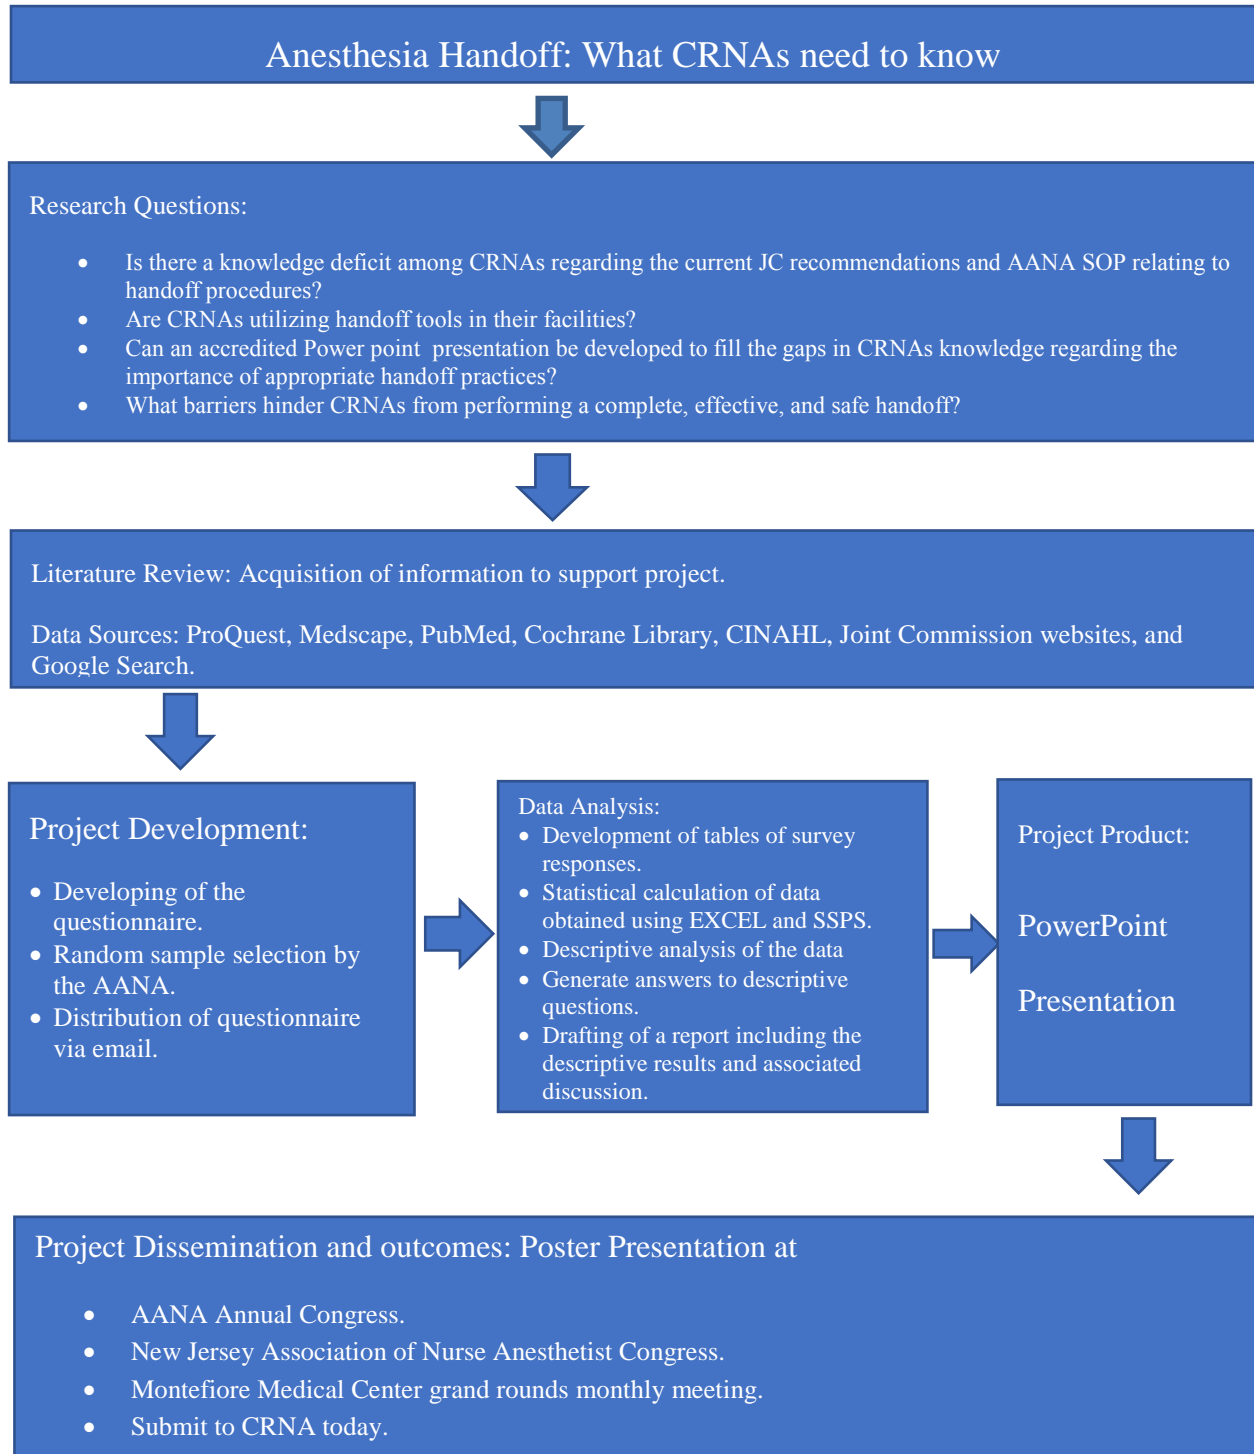 Anesthesia Handoff: What CRNAs need to know
Research Questions:
• Is there a knowledge deficit among CRNAs regarding the current JC recommendations and AANA SOP relating to
handoff procedures?
• Are CRNAs utilizing handoff tools in their facilities?
• Can an accredited Power point presentation be developed to fill the gaps in CRNAs knowledge regarding the
importance of appropriate handoff practices?
• What barriers hinder CRNAs from performing a complete, effective, and safe handoff?
Literature Review: Acquisition of information to support project.
Data Sources: ProQuest, Medscape, PubMed, Cochrane Library, CINAHL, Joint Commission websites, and
Google Search.
Project Development:
• Developing of the
questionnaire.
• Random sample selection by
the AANA.
• Distribution of questionnaire
via email.
Data Analysis:
• Development of tables of survey
responses.
• Statistical calculation of data
obtained using EXCEL and SSPS.
• Descriptive analysis of the data
• Generate answers to descriptive
questions.
• Drafting of a report including the
descriptive results and associated
discussion.
Project Product:
PowerPoint
Presentation
Project Dissemination and outcomes: Poster Presentation at
• AANA Annual Congress.
• New Jersey Association of Nurse Anesthetist Congress.
• Montefiore Medical Center grand rounds monthly meeting.
• Submit to CRNA today.